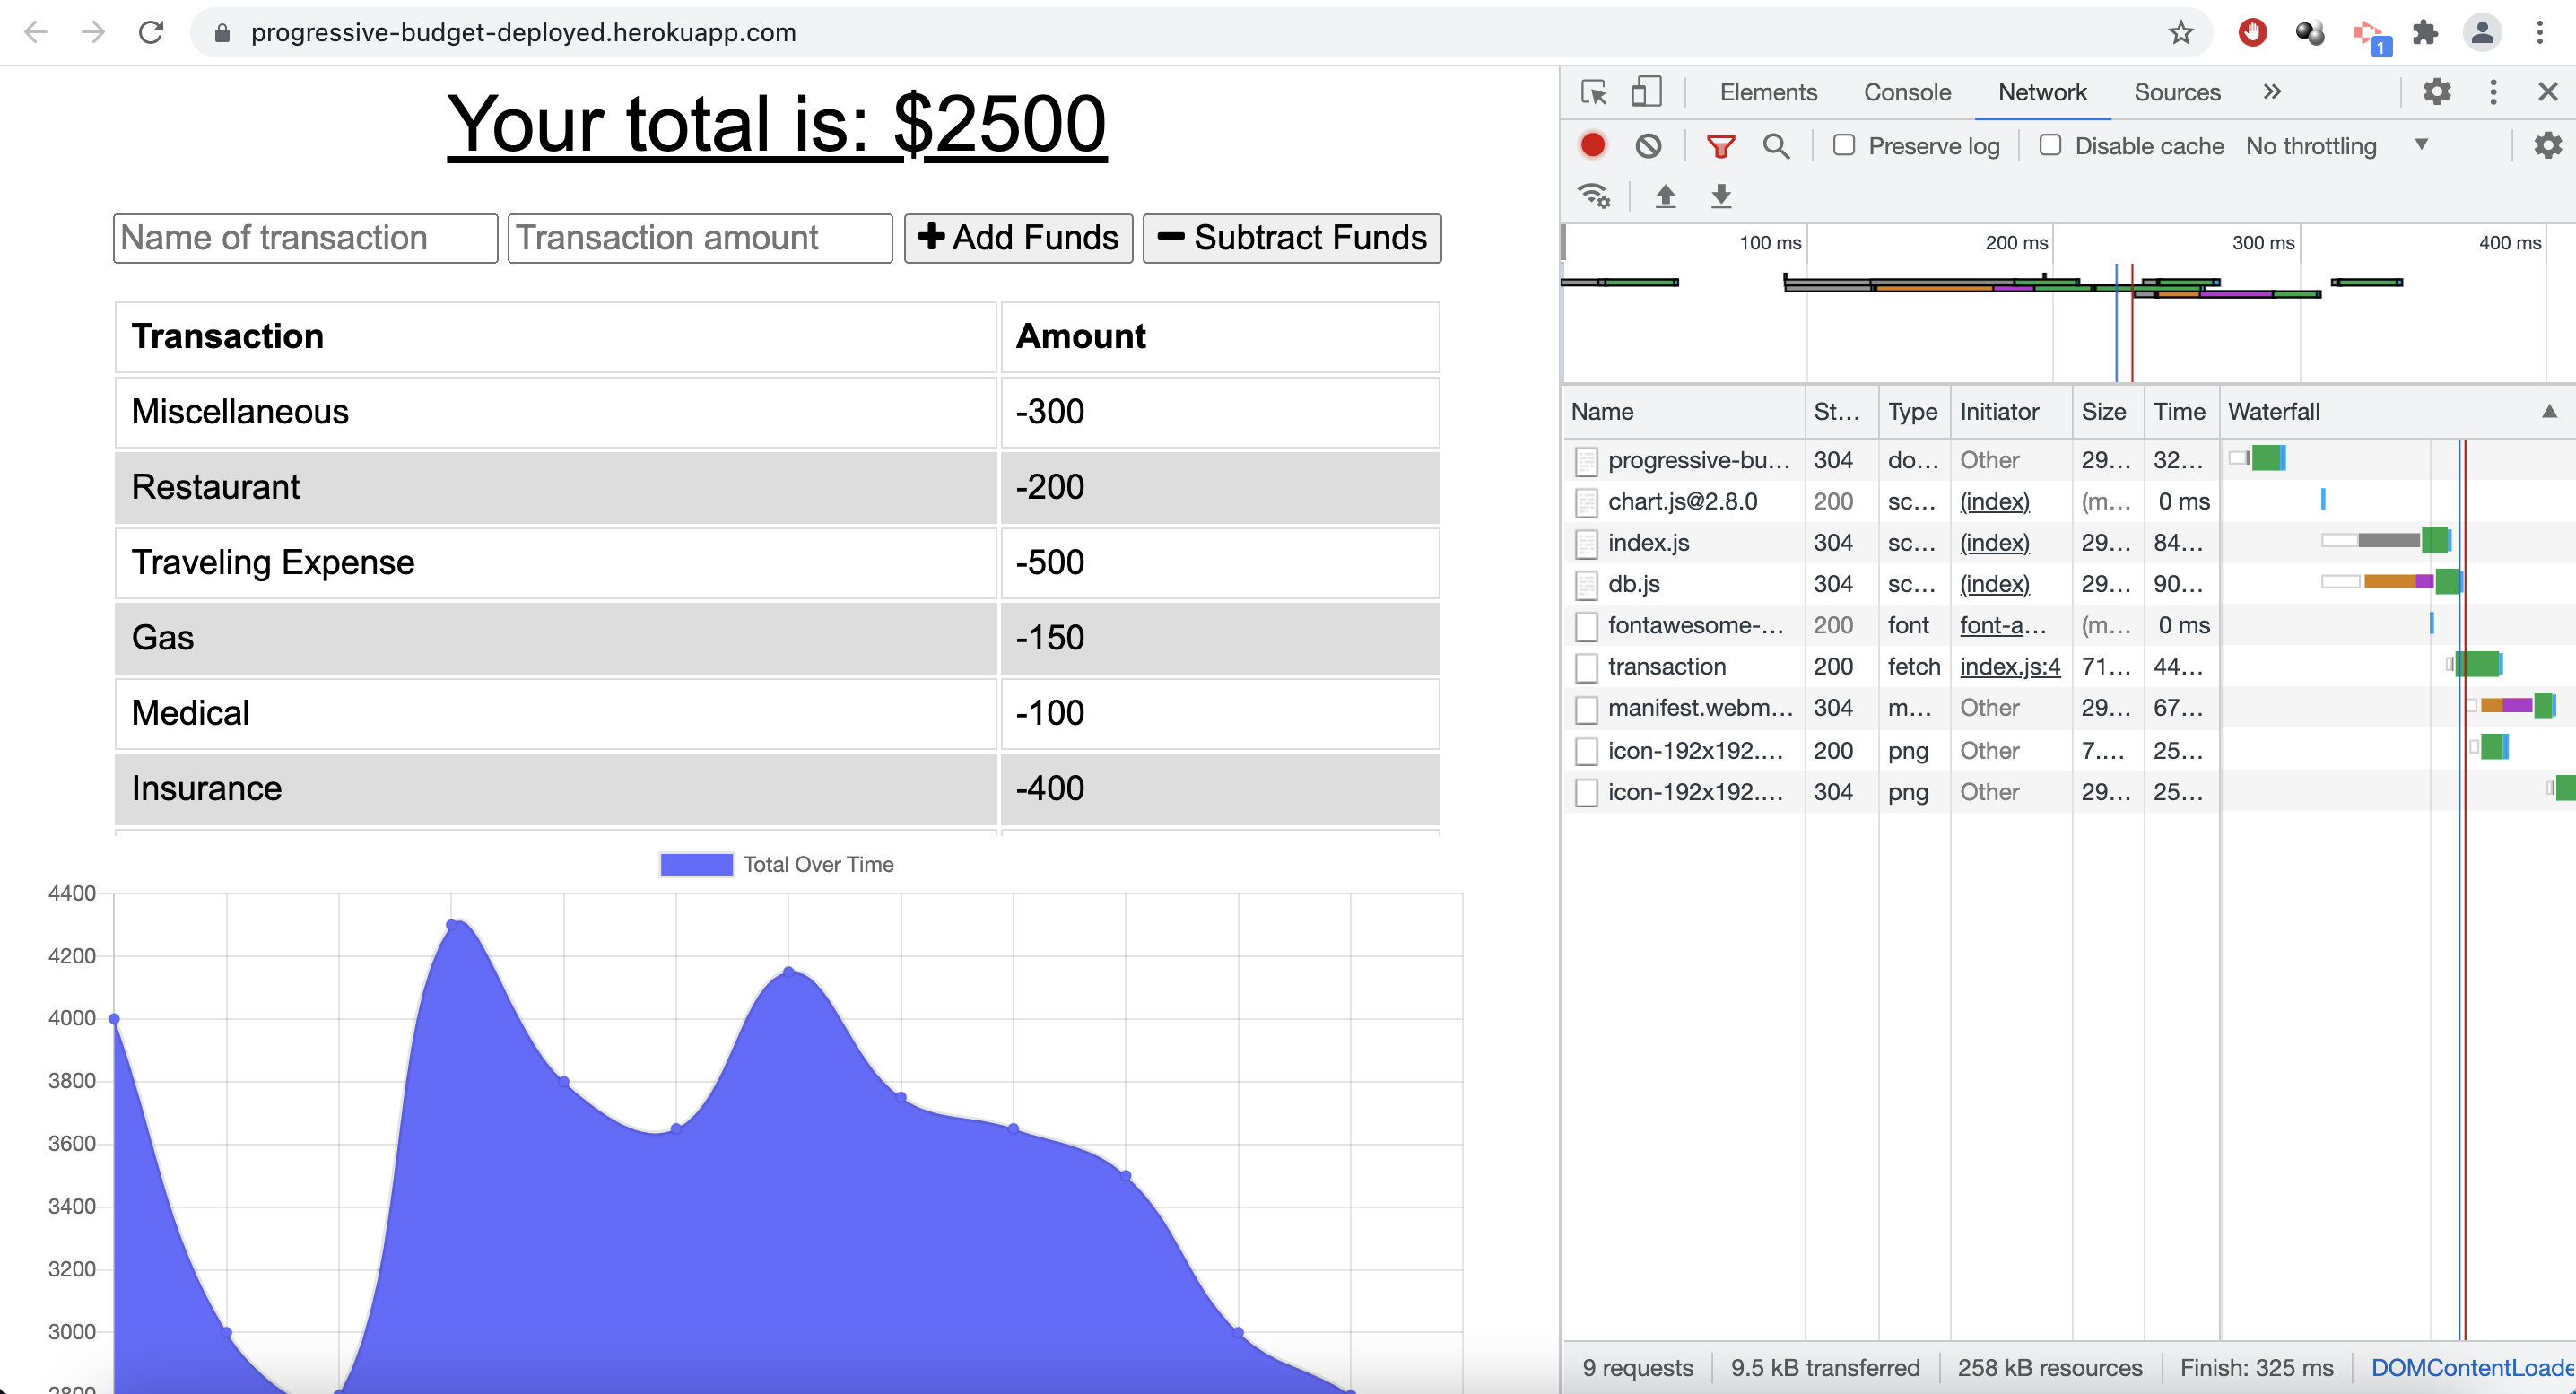 progressive-budget-deployed.herokuapp.com
1
Your total is: $2500
Name of transaction Transaction amount Add Funds Subtract Funds
Transaction Amount
Miscellaneous -300
Restaurant -200
Traveling Expense -500
Gas -150
Medical -100
Insurance -400
Total Over Time
4400
4200
4000
3800
3600
3400
3200
3000
2800
Elements Console Network Sources »
Preserve log Disable cache No throttling
100 ms 200 ms 300 ms 400 ms
Name St... Type Initiator Size Time Waterfall
progressive-bu... 304 do... Other 29... 32...
chart.js@2.8.0 200 sc... (index) (m... 0 ms
index.js 304 sc... (index) 29... 84...
db.js 304 sc... (index) 29... 90...
fontawesome-... 200 font font-a... (m... 0 ms
transaction 200 fetch index.js:4 71... 44...
manifest.webm... 304 m... Other 29... 67...
icon-192x192.... 200 png Other 7.... 25...
icon-192x192.... 304 png Other 29... 25...
9 requests 9.5 kB transferred 258 kB resources Finish: 325 ms DOMContentLoade